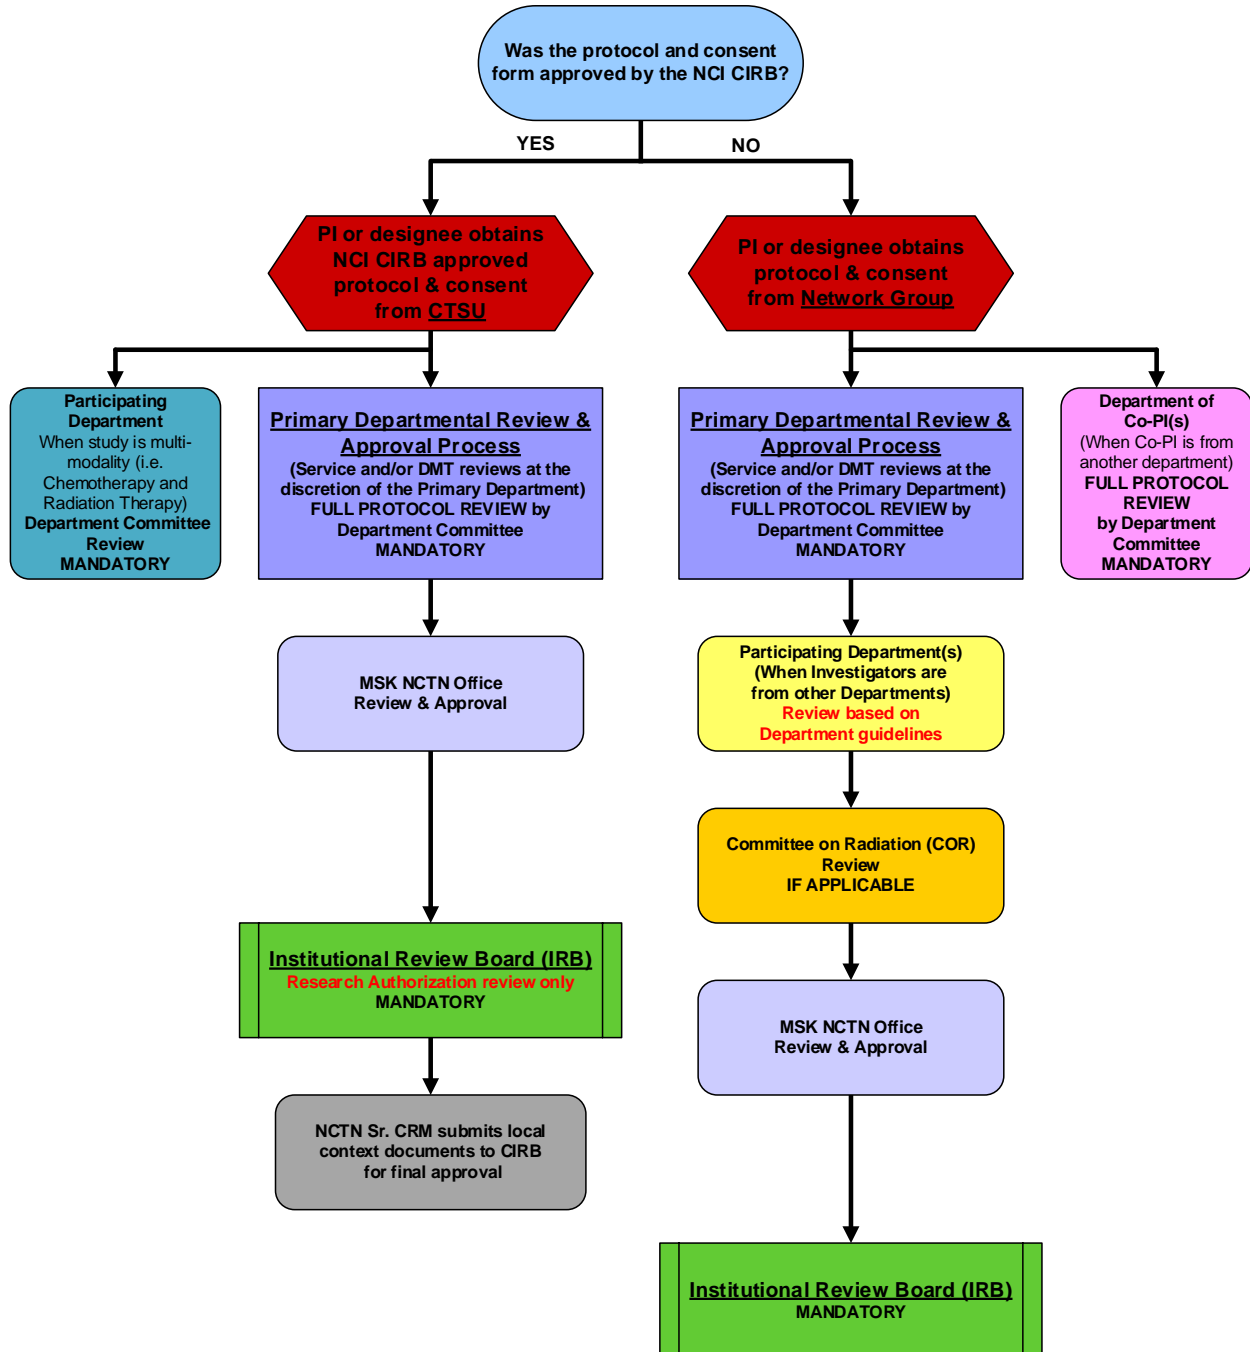 Was the protocol and consent
form approved by the NCI CIRB?
YES
NO
PI or designee obtains
NCI CIRB approved
protocol & consent
from CTSU
PI or designee obtains
protocol & consent
from Network Group
Participating
Department
When study is multi-
modality (i.e.
Chemotherapy and
Radiation Therapy)
Department Committee
Review
MANDATORY
Primary Departmental Review &
Approval Process
(Service and/or DMT reviews at the
discretion of the Primary Department)
FULL PROTOCOL REVIEW by
Department Committee
MANDATORY
Primary Departmental Review &
Approval Process
(Service and/or DMT reviews at the
discretion of the Primary Department)
FULL PROTOCOL REVIEW by
Department Committee
MANDATORY
Department of
Co-PI(s)
(When Co-PI is from
another department)
FULL PROTOCOL
REVIEW
by Department
Committee
MANDATORY
MSK NCTN Office
Review & Approval
Participating Department(s)
(When Investigators are
from other Departments)
Review based on
Department guidelines
Committee on Radiation (COR)
Review
IF APPLICABLE
Institutional Review Board (IRB)
Research Authorization review only
MANDATORY
MSK NCTN Office
Review & Approval
NCTN Sr. CRM submits local
context documents to CIRB
for final approval
Institutional Review Board (IRB)
MANDATORY